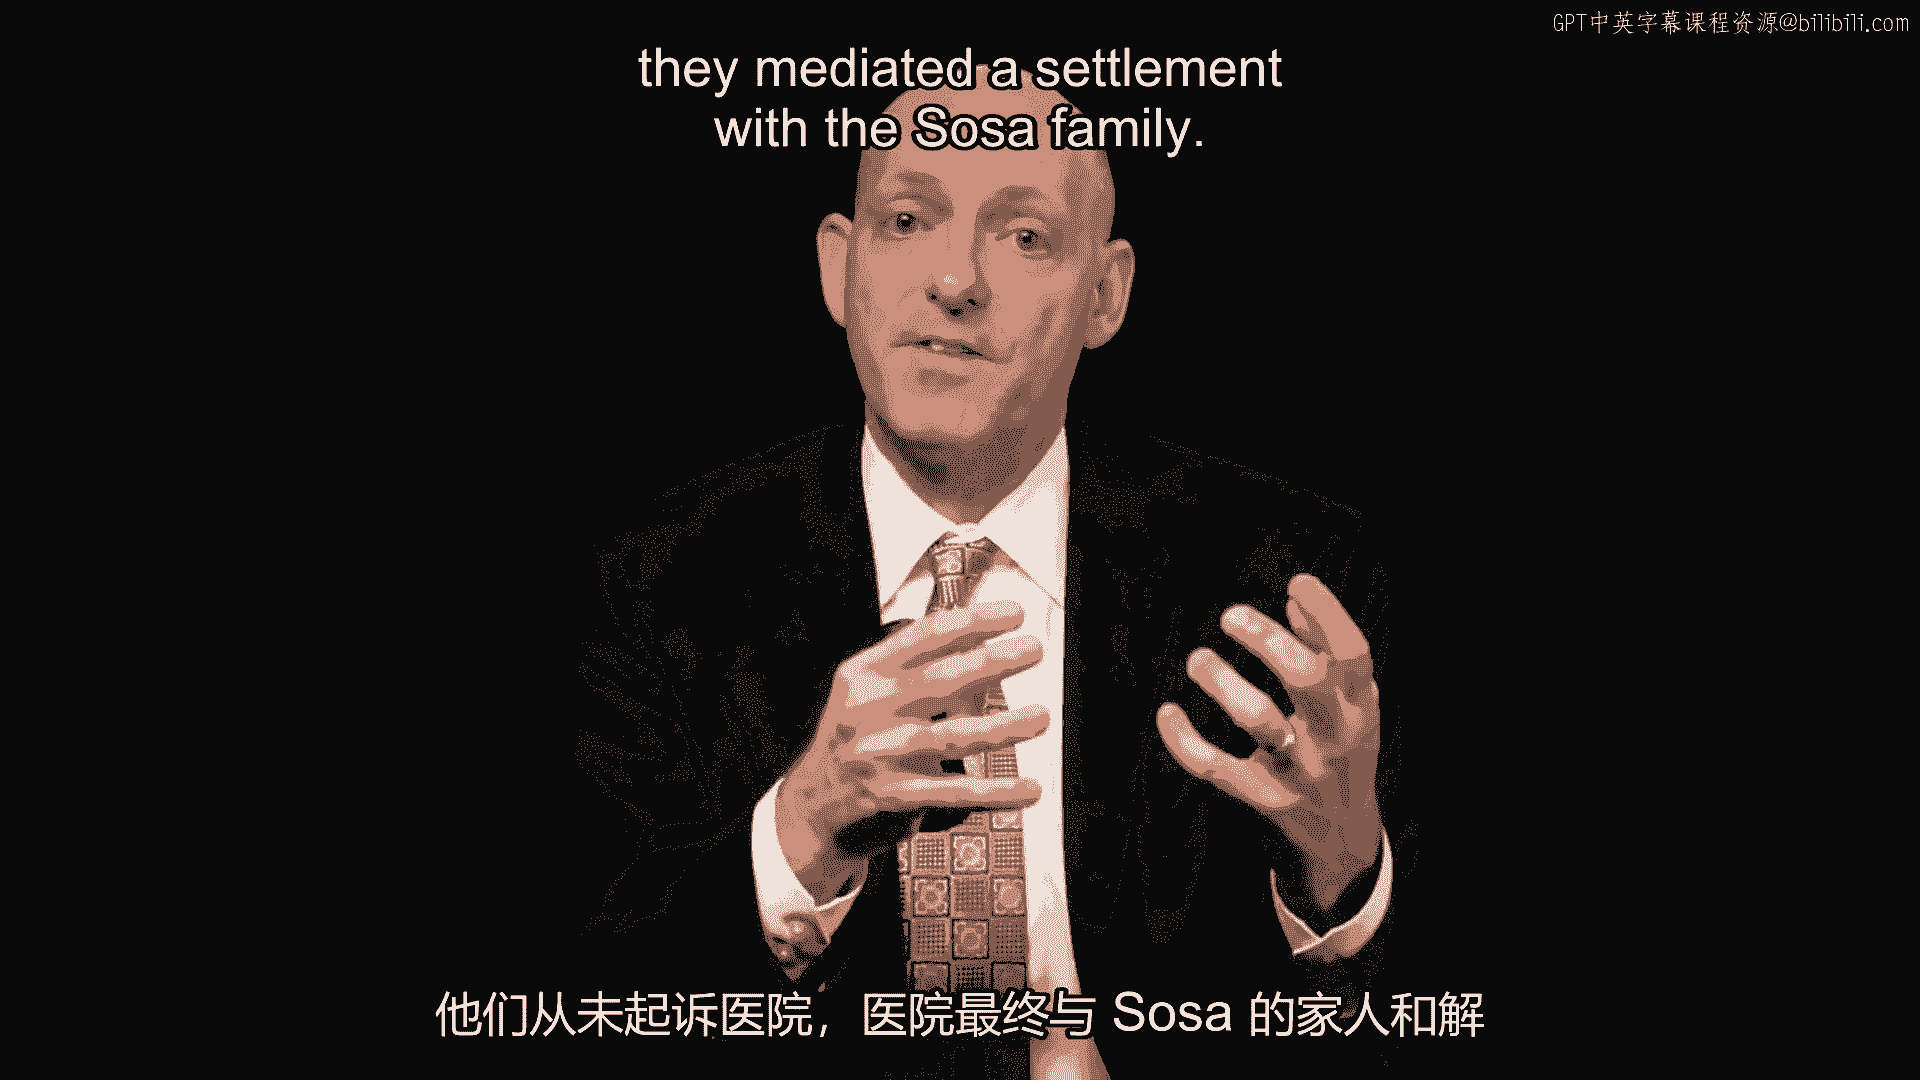 GPT中英字幕课程资源@bilibili.com
they mediated a settlement
with the Sosa family.
他们从未起诉医院，医院最终与 Sosa 的家人和解